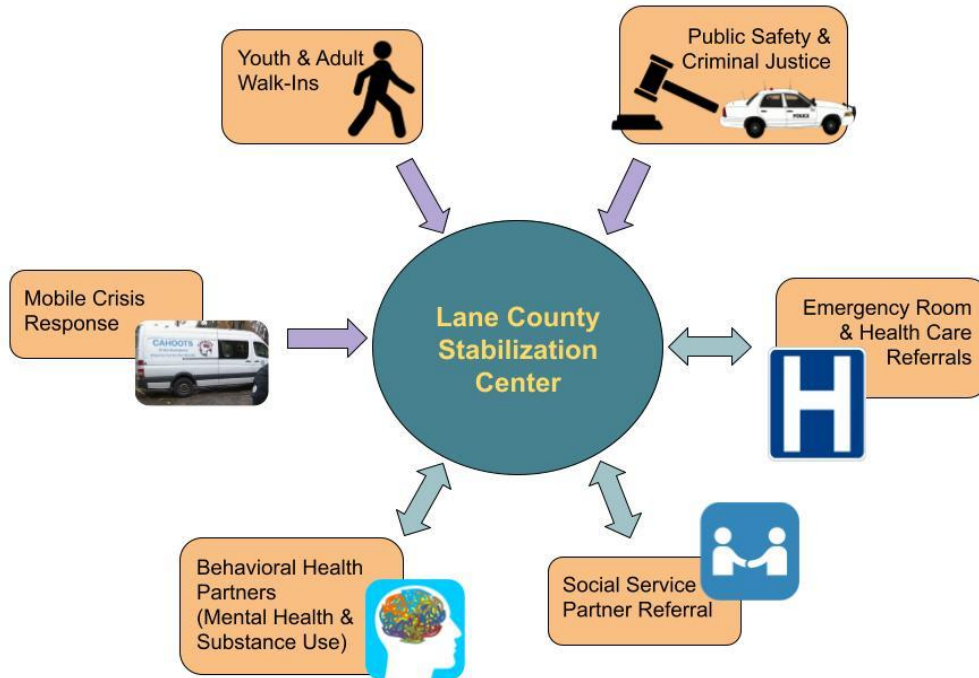 Youth & Adult
Walk-Ins
Public Safety &
Criminal Justice
POLICE
Mobile Crisis
Response
CAHOOTS
Lane County
Stabilization
Center
Emergency Room
& Health Care
Referrals
H
Behavioral Health
Partners
(Mental Health &
Substance Use)
Social Service
Partner Referral